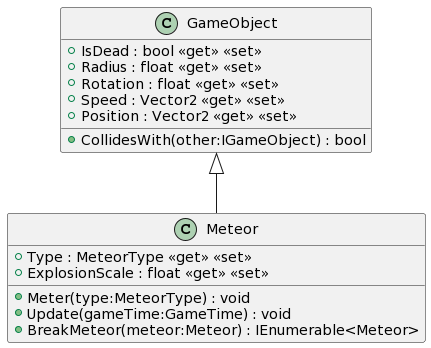 C GameObject
IsDead : bool «get» «set»
Radius : float «get» «set»
Rotation : float «get» «set»
Speed : Vector2 «get» «set»
Position : Vector2 «get» «set»
CollidesWith(other:IGameObject) : bool
C Meteor
Type : MeteorType «get» «set»
ExplosionScale : float «get» «set»
Meter(type:MeteorType) : void
Update(gameTime:GameTime) : void
BreakMeteor(meteor:Meteor) : IEnumerable<Meteor>